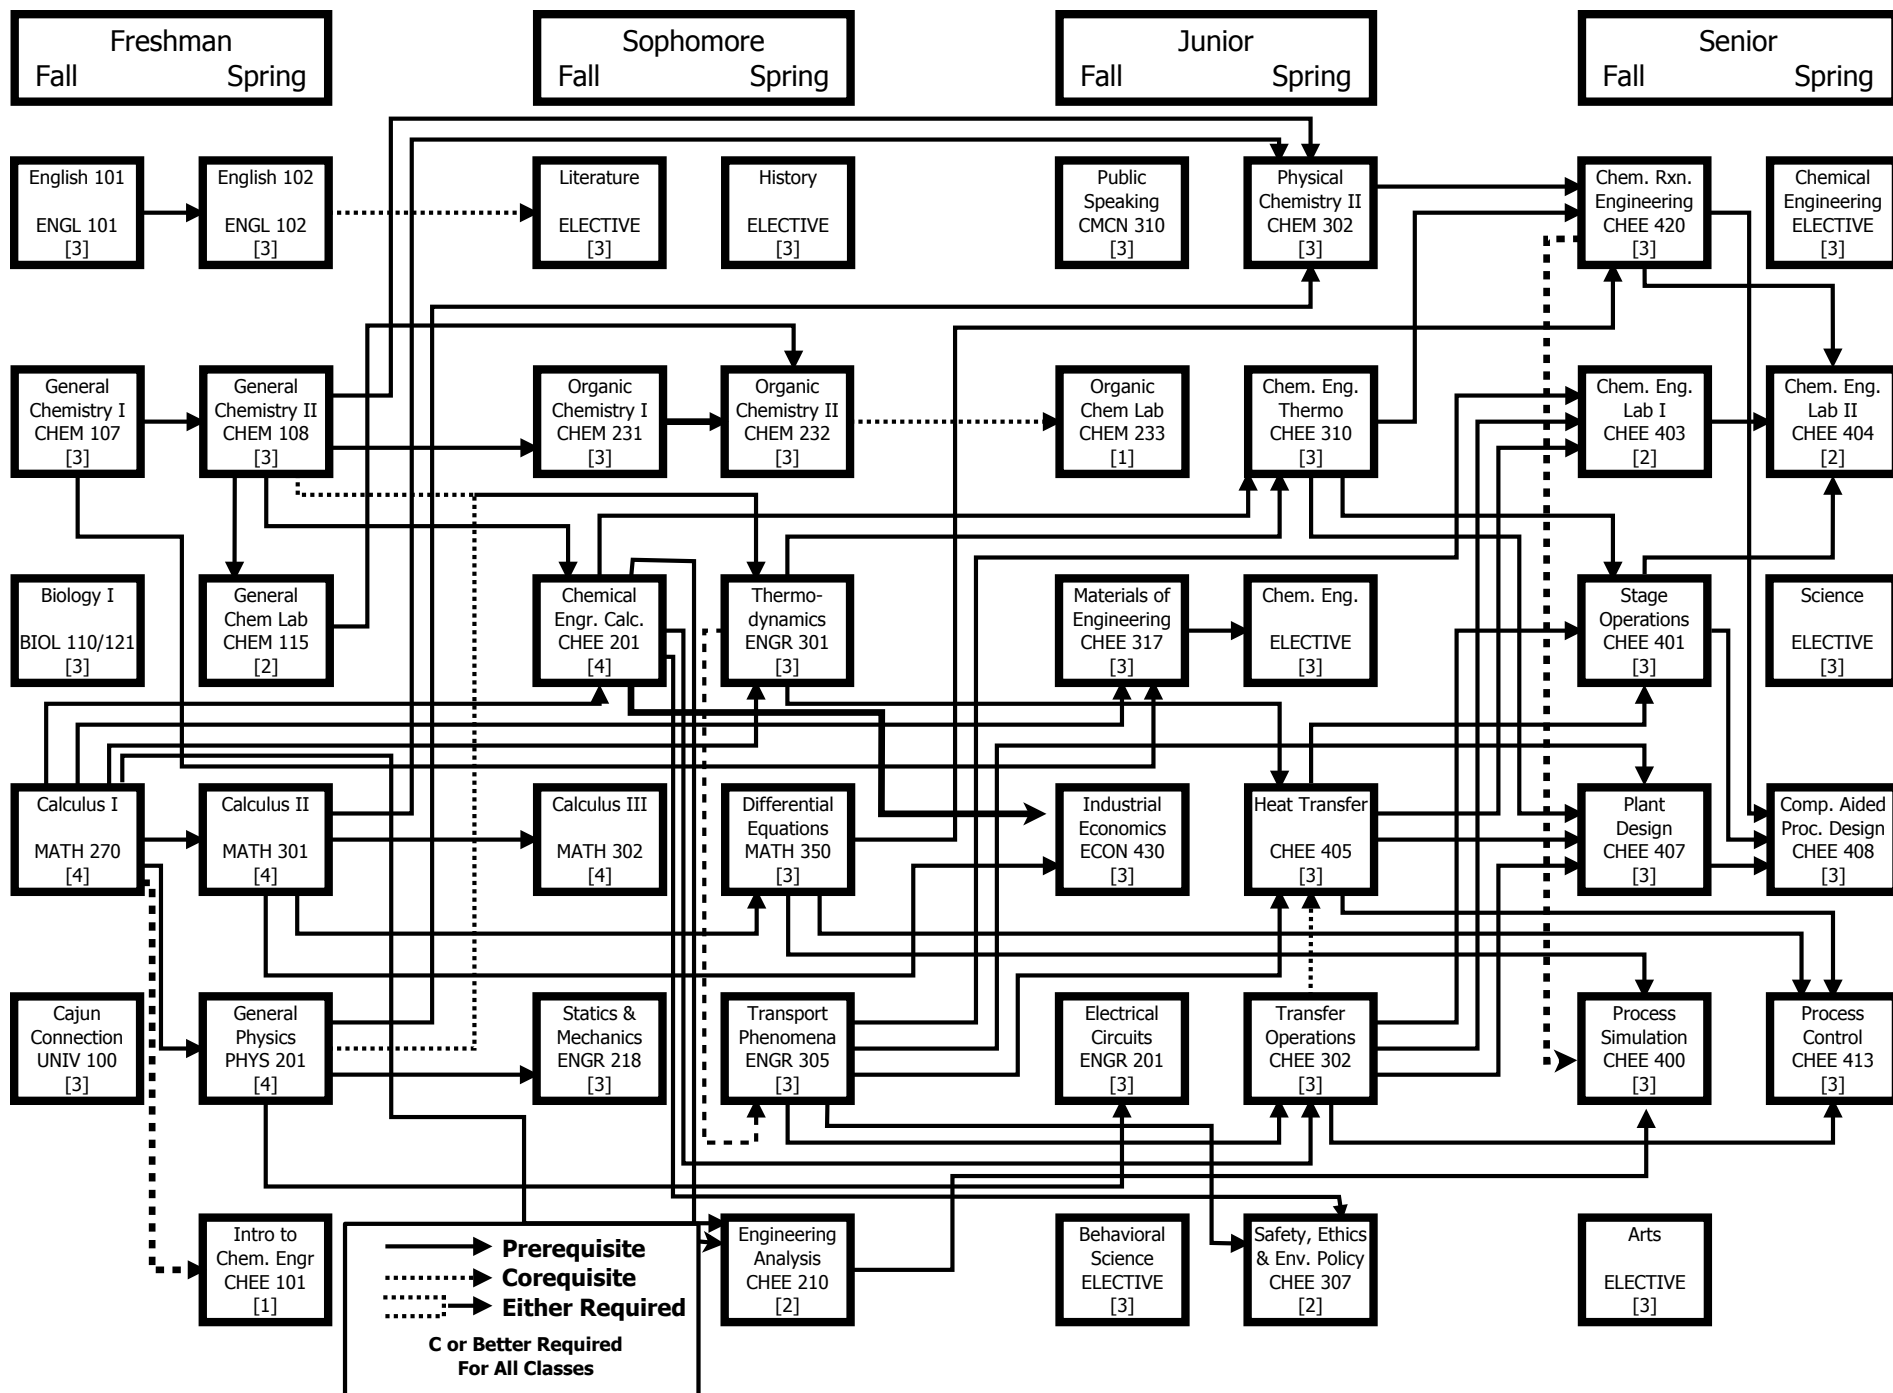 Freshman
Fall Spring
Sophomore
Fall Spring
Junior
Fall Spring
Senior
Fall Spring
English 101
ENGL 101
[3]
English 102
ENGL 102
[3]
Literature
ELECTIVE
[3]
History
ELECTIVE
[3]
Public
Speaking
CMCN 310
[3]
Physical
Chemistry II
CHEM 302
[3]
Chem. Rxn.
Engineering
CHEE 420
[3]
Chemical
Engineering
ELECTIVE
[3]
General
Chemistry I
CHEM 107
[3]
General
Chemistry II
CHEM 108
[3]
Organic
Chemistry I
CHEM 231
[3]
Organic
Chemistry II
CHEM 232
[3]
Organic
Chem Lab
CHEM 233
[1]
Chem. Eng.
Thermo
CHEE 310
[3]
Chem. Eng.
Lab I
CHEE 403
[2]
Chem. Eng.
Lab II
CHEE 404
[2]
Biology I
BIOL 110/121
[3]
General
Chem Lab
CHEM 115
[2]
Chemical
Engr. Calc.
CHEE 201
[4]
Thermo-
dynamics
ENGR 301
[3]
Materials of
Engineering
CHEE 317
[3]
Chem. Eng.
ELECTIVE
[3]
Stage
Operations
CHEE 401
[3]
Science
ELECTIVE
[3]
Calculus I
MATH 270
[4]
Calculus II
MATH 301
[4]
Calculus III
MATH 302
[4]
Differential
Equations
MATH 350
[3]
Industrial
Economics
ECON 430
[3]
Heat Transfer
CHEE 405
[3]
Plant
Design
CHEE 407
[3]
Comp. Aided
Proc. Design
CHEE 408
[3]
Cajun
Connection
UNIV 100
[3]
General
Physics
PHYS 201
[4]
Statics &
Mechanics
ENGR 218
[3]
Transport
Phenomena
ENGR 305
[3]
Electrical
Circuits
ENGR 201
[3]
Transfer
Operations
CHEE 302
[3]
Process
Simulation
CHEE 400
[3]
Process
Control
CHEE 413
[3]
Intro to
Chem. Engr
CHEE 101
[1]
Prerequisite
Corequisite
Either Required
C or Better Required
For All Classes
Engineering
Analysis
CHEE 210
[2]
Behavioral
Science
ELECTIVE
[3]
Safety, Ethics
& Env. Policy
CHEE 307
[2]
Arts
ELECTIVE
[3]